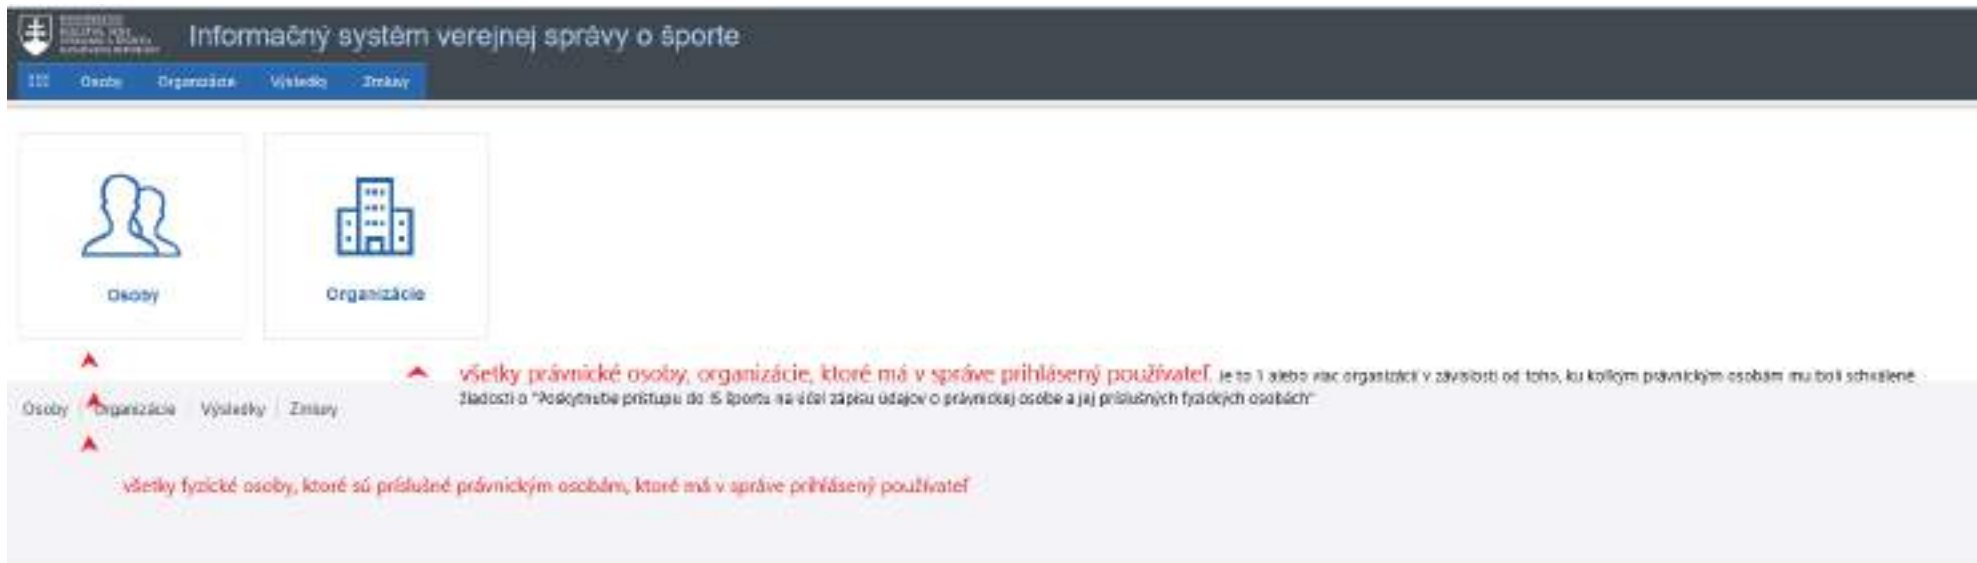 Informačný systém verejnej správy o športe
Osoby Organizácie Výsledky Zmluvy
Osoby Organizácie
všetky právnické osoby, organizácie, ktoré má v správe prihlásený používateľ. Je to 1 alebo viac organizácií v závislosti od toho, ku koľkým právnickým osobám mu boli schválené
žiadosti o "Poskytnutie prístupu do IS športu na účel zápisu údajov o právnickej osobe a jej príslušných fyzických osobách"
Osoby Organizácie Výsledky Zmluvy
všetky fyzické osoby, ktoré sú príslušné právnickým osobám, ktoré má v správe prihlásený používateľ